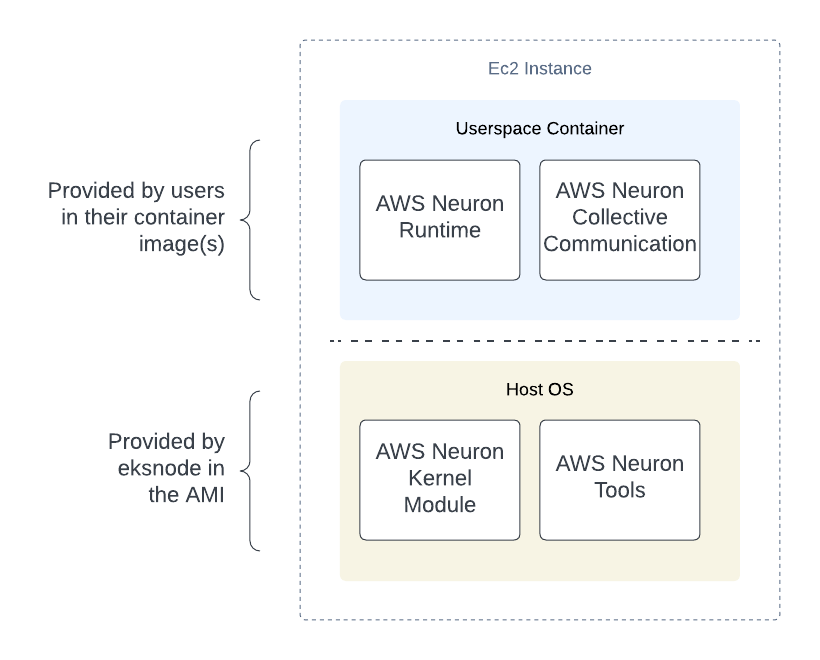 Ec2 Instance
Userspace Container
Provided by users
in their container
image(s)
AWS Neuron
Runtime
AWS Neuron
Collective
Communication
Host OS
Provided by
eksnode in
the AMI
AWS Neuron
Kernel
Module
AWS Neuron
Tools